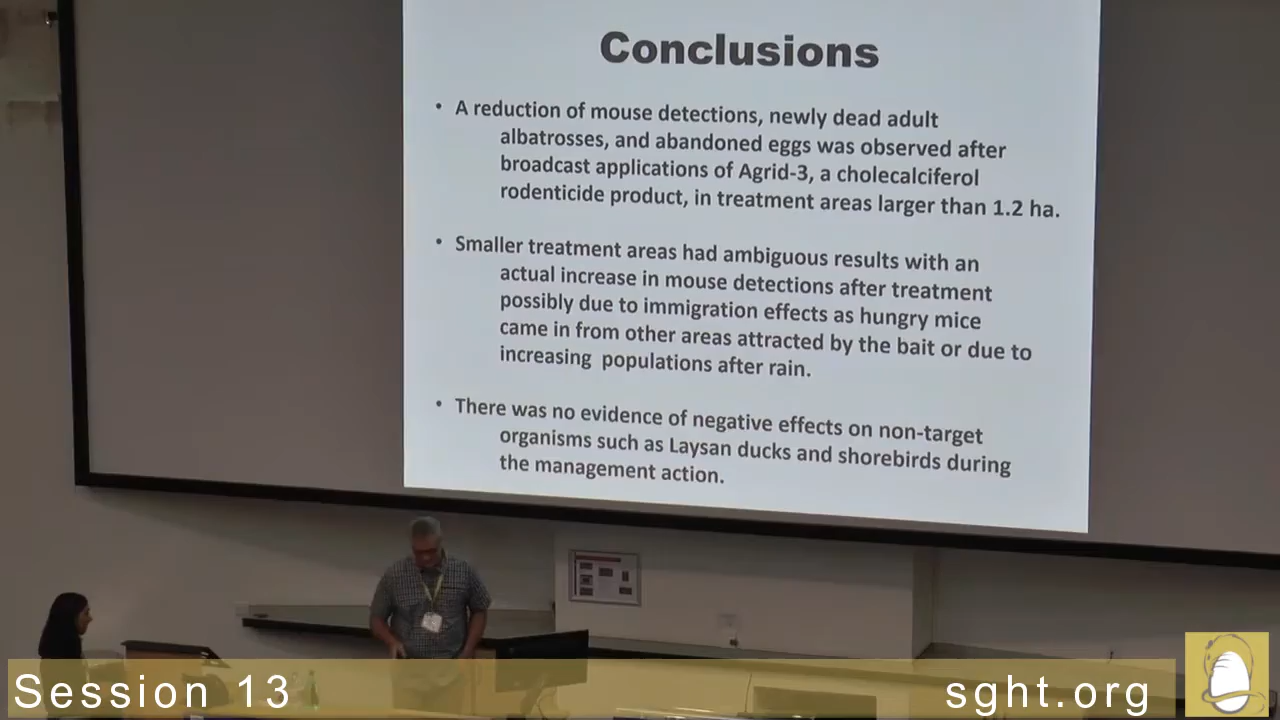 Conclusions
• A reduction of mouse detections, newly dead adult
albatrosses, and abandoned eggs was observed after
broadcast applications of Agrid-3, a cholecalciferol
rodenticide product, in treatment areas larger than 1.2 ha.
• Smaller treatment areas had ambiguous results with an
actual increase in mouse detections after treatment
possibly due to immigration effects as hungry mice
came in from other areas attracted by the bait or due to
increasing populations after rain.
• There was no evidence of negative effects on non-target
organisms such as Laysan ducks and shorebirds during
the management action.
Session 13
sght.org